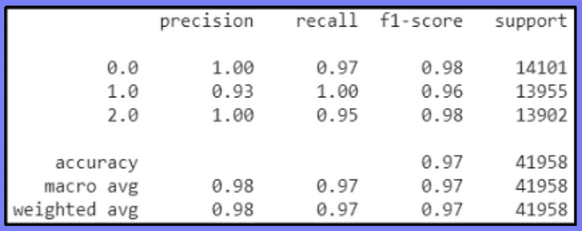 precision recall f1-score support
0.0 1.00 0.97 0.98 14101
1.0 0.93 1.00 0.96 13955
2.0 1.00 0.95 0.98 13902
accuracy 0.97 41958
macro avg 0.98 0.97 0.97 41958
weighted avg 0.98 0.97 0.97 41958